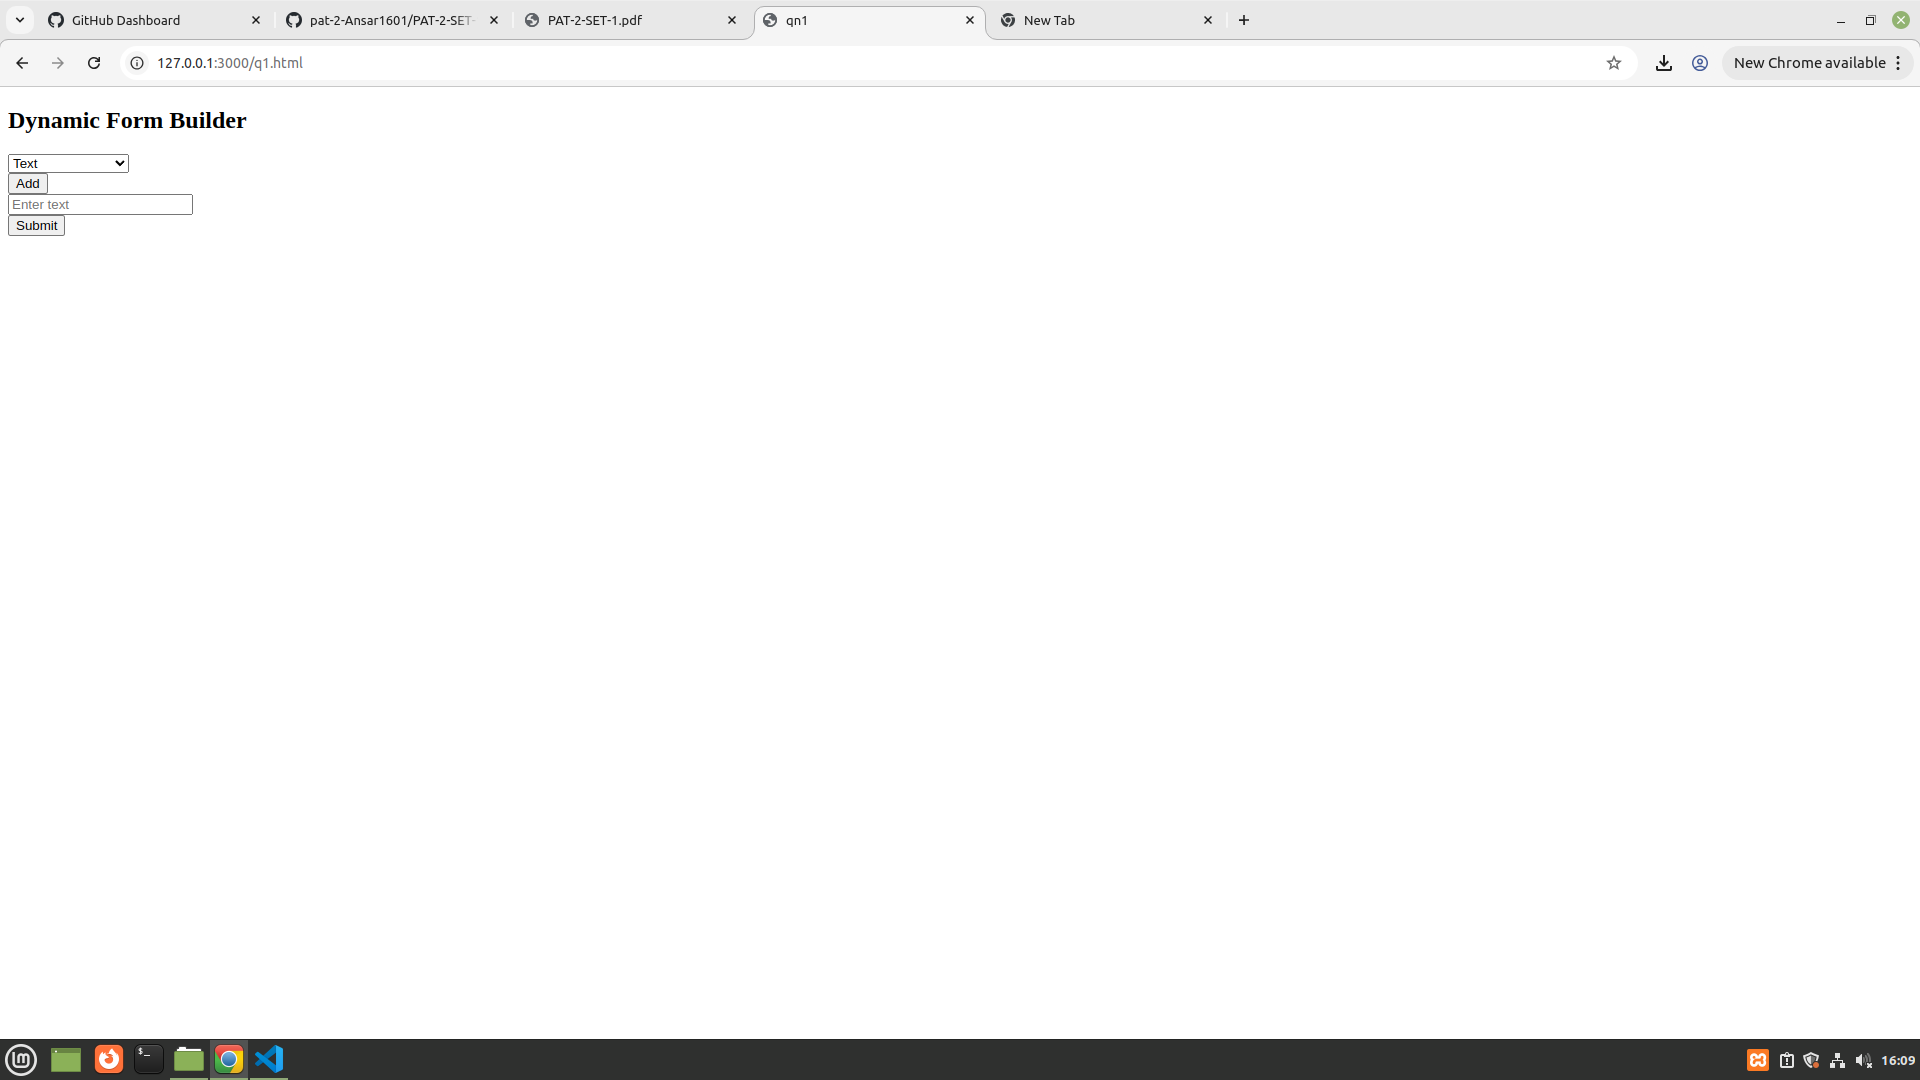 GitHub Dashboard
pat-2-Ansar1601/PAT-2-SET-
PAT-2-SET-1.pdf
qn1
New Tab
127.0.0.1:3000/q1.html
New Chrome available
Dynamic Form Builder
Text
Add
Enter text
Submit
$_
lm
16:09